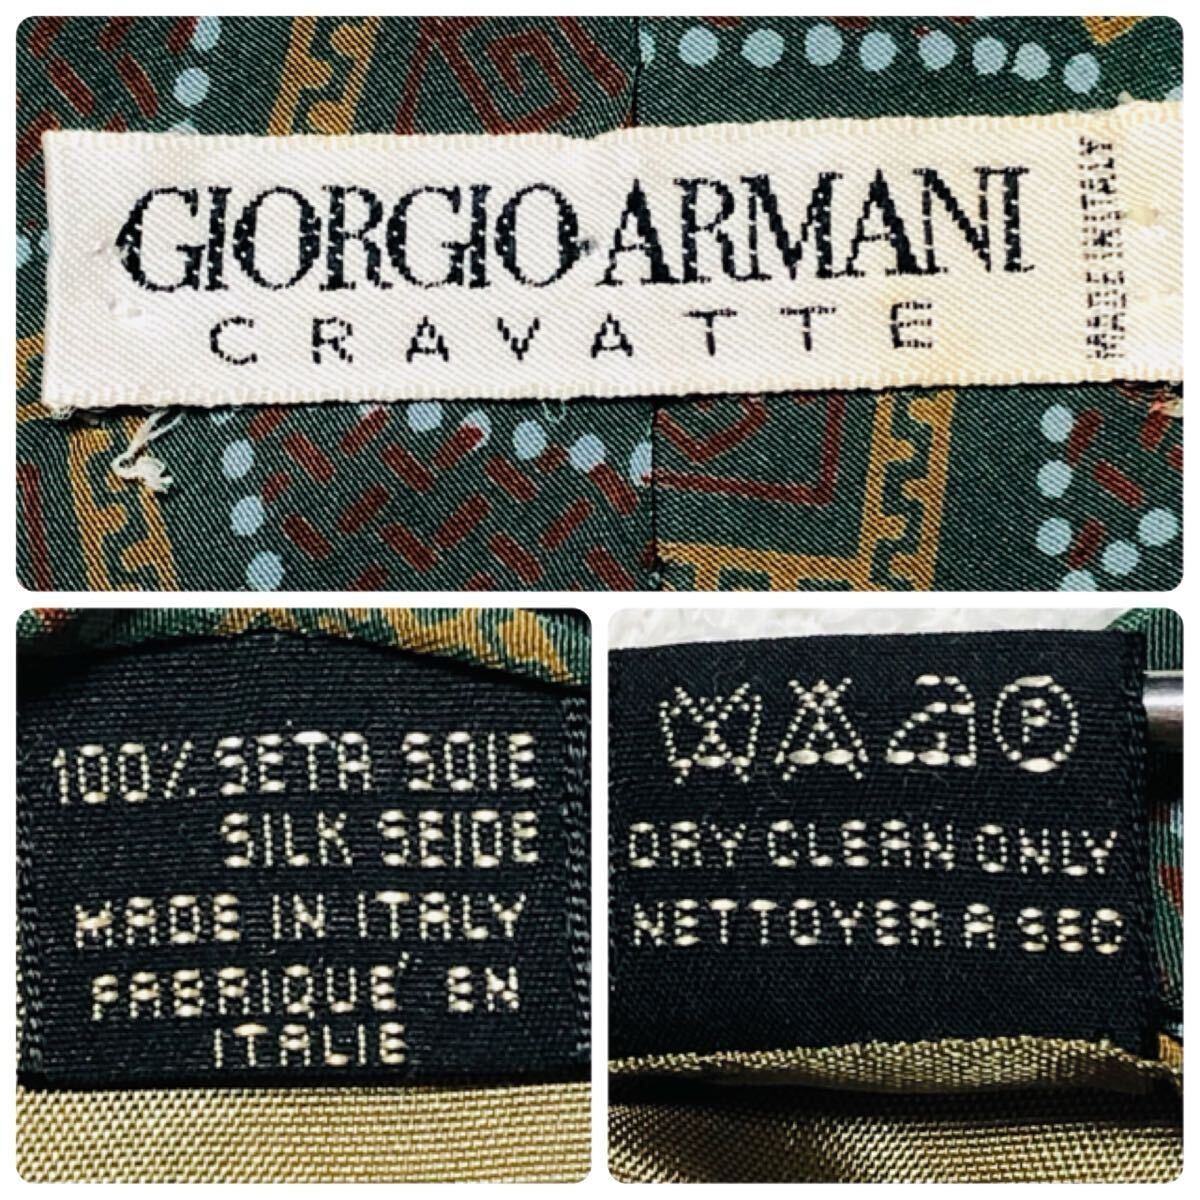 GIORGIO ARMANI
CRAVATTE
MADE IN ITALY
100% SETA SOIE
SILK SEIDE
MADE IN ITALY
FABRIQUÉ EN
ITALIE
a P
DRY CLEAN ONLY
NETTOYER A SEC